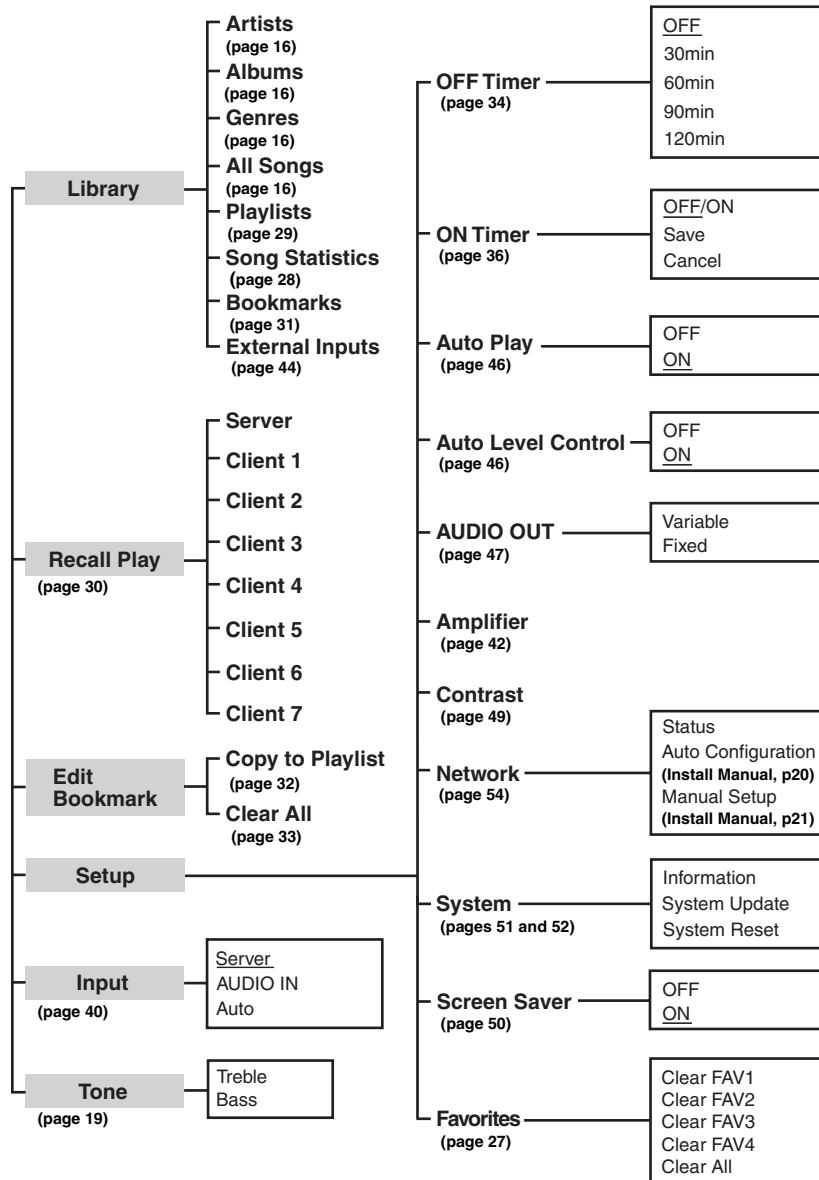 Library
Artists
(page 16)
Albums
(page 16)
Genres
(page 16)
All Songs
(page 16)
Playlists
(page 29)
Song Statistics
(page 28)
Bookmarks
(page 31)
External Inputs
(page 44)
Recall Play
(page 30)
Server
Client 1
Client 2
Client 3
Client 4
Client 5
Client 6
Client 7
Edit
Bookmark
Copy to Playlist
(page 32)
Clear All
(page 33)
Setup
OFF Timer
(page 34)
OFF
30min
60min
90min
120min
ON Timer
(page 36)
OFF/ON
Save
Cancel
Auto Play
(page 46)
OFF
ON
Auto Level Control
(page 46)
OFF
ON
AUDIO OUT
(page 47)
Variable
Fixed
Amplifier
(page 42)
Contrast
(page 49)
Network
(page 54)
Status
Auto Configuration
(Install Manual, p20)
Manual Setup
(Install Manual, p21)
System
(pages 51 and 52)
Information
System Update
System Reset
Screen Saver
(page 50)
OFF
ON
Favorites
(page 27)
Clear FAV1
Clear FAV2
Clear FAV3
Clear FAV4
Clear All
Input
(page 40)
Server
AUDIO IN
Auto
Tone
(page 19)
Treble
Bass